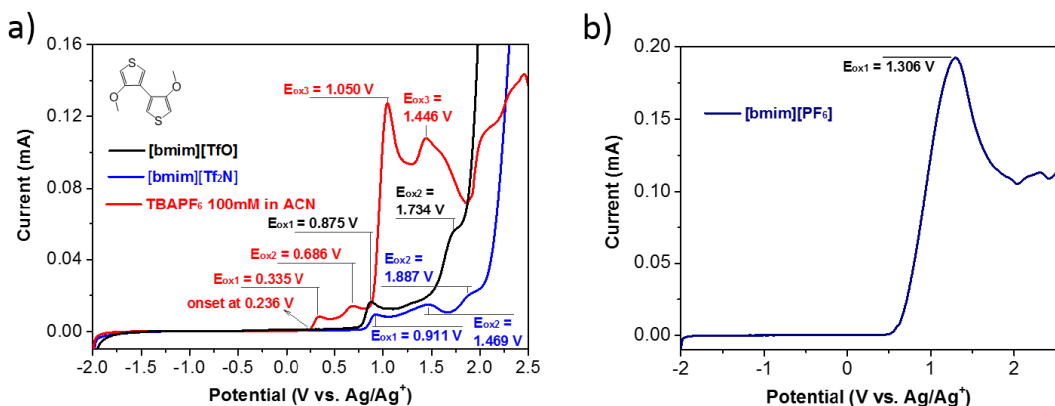 a)
0.16
0.12
0.08
0.04
0.00
Current (mA)
S
O
O
S
[bmim][TfO]
[bmim][Tf2N]
TBAPF6 100mM in ACN
Eox3 = 1.050 V
Eox3 =
1.446 V
Eox2 =
1.734 V
Eox1 = 0.875 V
Eox2 = 0.686 V
Eox2 =
1.887 V
Eox1 = 0.335 V
onset at 0.236 V
Eox1 = 0.911 V
Eox2 =
1.469 V
-2.0 -1.5 -1.0 -0.5 0.0 0.5 1.0 1.5 2.0 2.5
Potential (V vs. Ag/Ag+)
b)
0.20
0.15
0.10
0.05
0.00
Current (mA)
Eox1 = 1.306 V
[bmim][PF6]
-2 -1 0 1 2
Potential (V vs. Ag/Ag+)